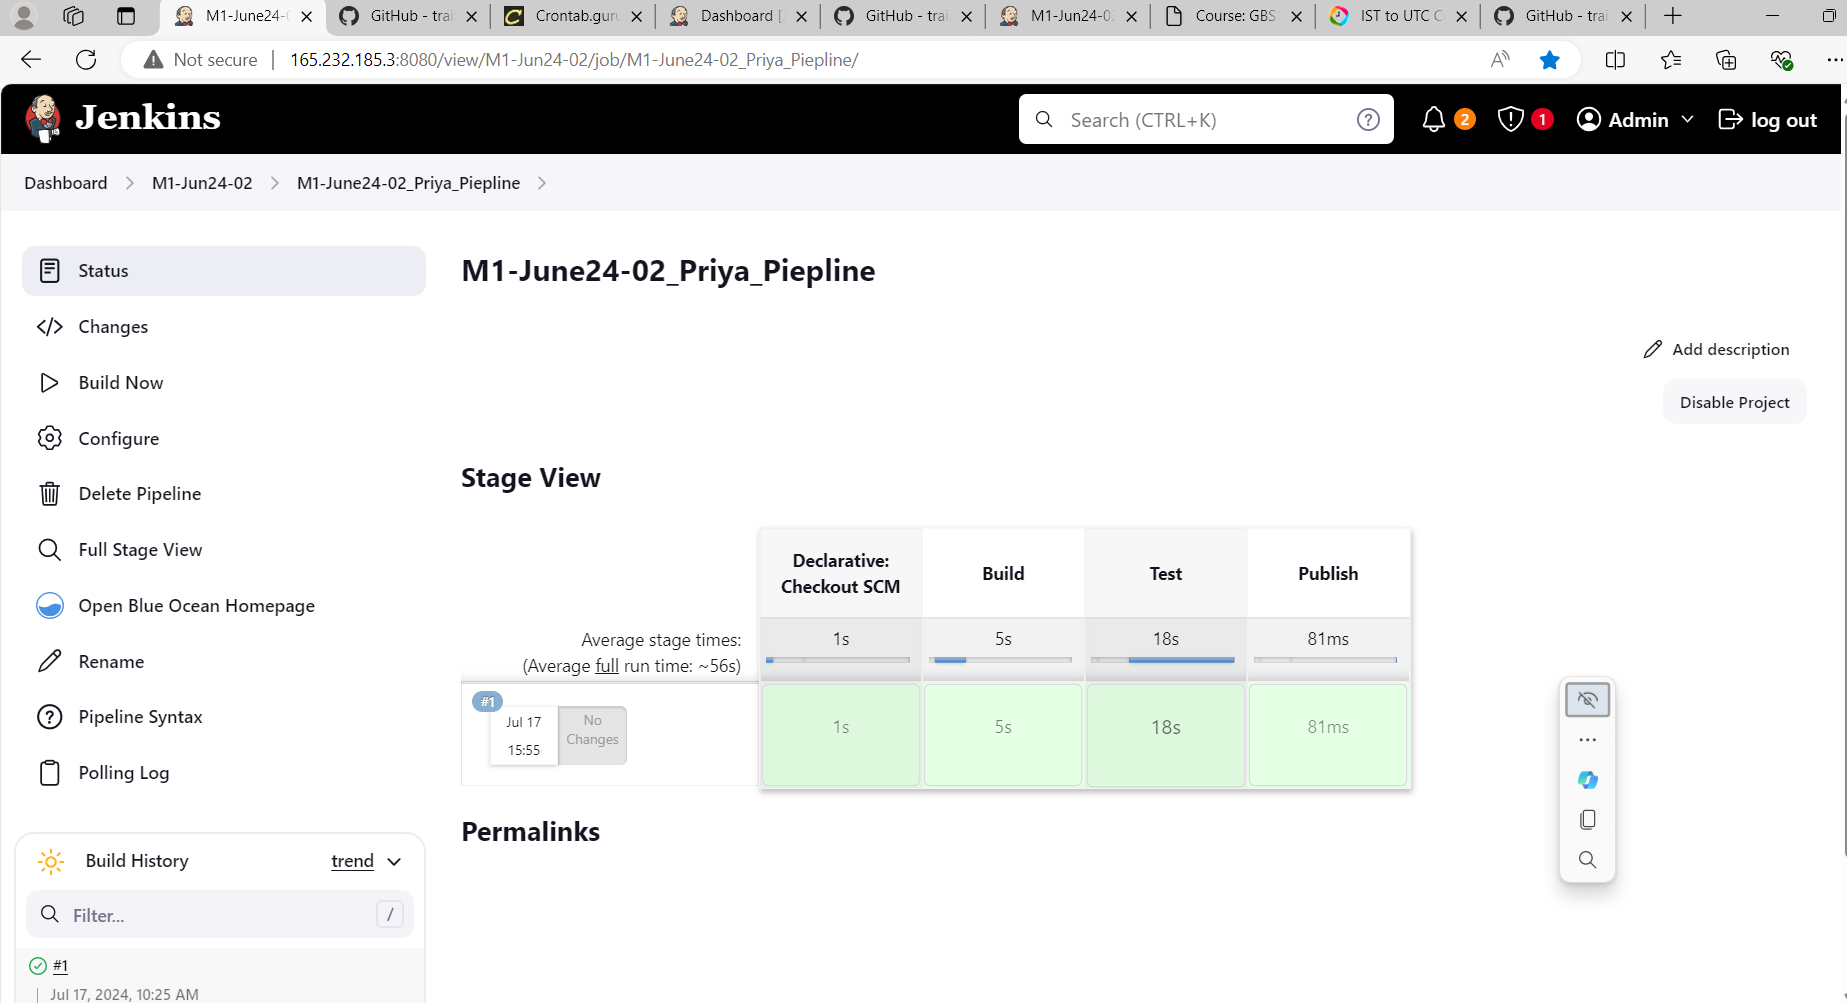 M1-June24-0
GitHub - trai
Crontab.guru
Dashboard [J
GitHub - trai
M1-Jun24-02
Course: GBS
IST to UTC C
GitHub - trai
Not secure
165.232.185.3:8080/view/M1-Jun24-02/job/M1-June24-02_Priya_Piepline/
Jenkins
Search (CTRL+K)
?
2
1
Admin
log out
Dashboard
M1-Jun24-02
M1-June24-02_Priya_Piepline
Status
Changes
Build Now
Configure
Delete Pipeline
Full Stage View
Open Blue Ocean Homepage
Rename
Pipeline Syntax
Polling Log
Build History
trend
Filter...
/
#1
Jul 17, 2024, 10:25 AM
M1-June24-02_Priya_Piepline
Add description
Disable Project
Stage View
Declarative:
Checkout SCM
Build
Test
Publish
Average stage times:
(Average full run time: ~56s)
1s
5s
18s
81ms
#1
Jul 17
15:55
No
Changes
1s
5s
18s
81ms
Permalinks